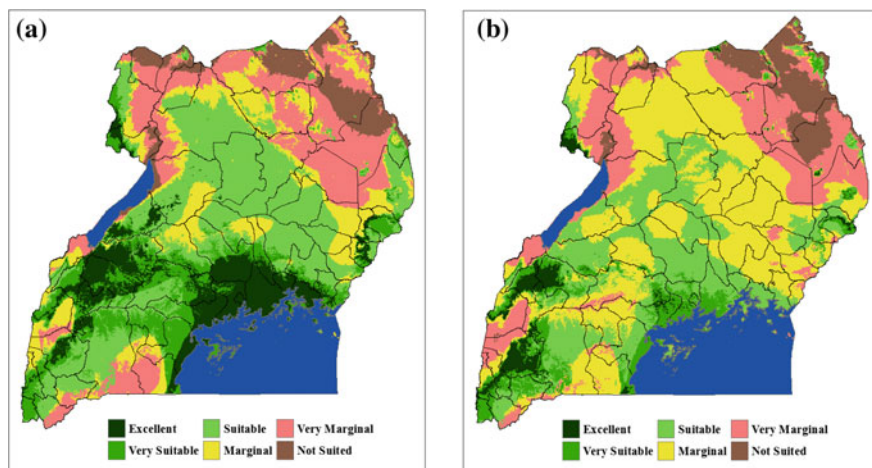 (a)
Excellent Suitable Very Marginal
Very Suitable Marginal Not Suited
(b)
Excellent Suitable Very Marginal
Very Suitable Marginal Not Suited